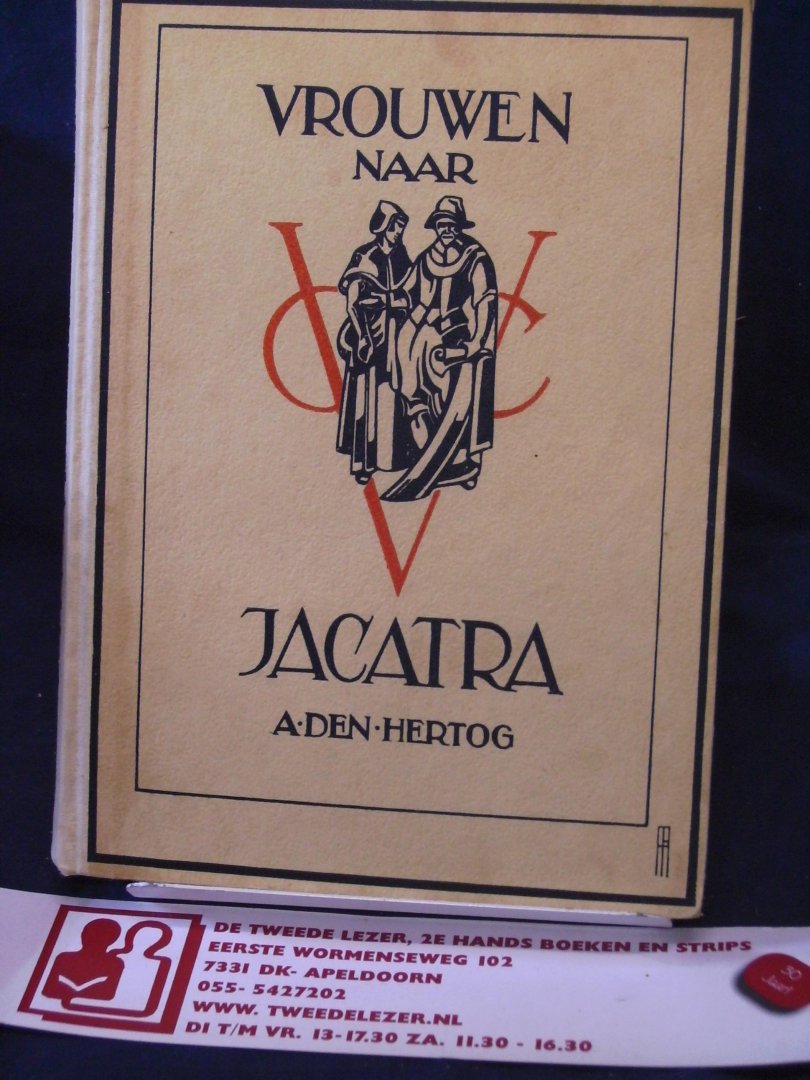 VROUWEN
NAAR
VOC
JACATRA
A·DEN·HERTOG
DE TWEEDE LEZER, 2E HANDS BOEKEN EN STRIPS
EERSTE WORMENSEWEG 102
7331 DK- APELDOORN
055- 5427202
WWW. TWEEDELEZER.NL
DI T/M VR. 13-17.30 ZA. 11.30 - 16.30